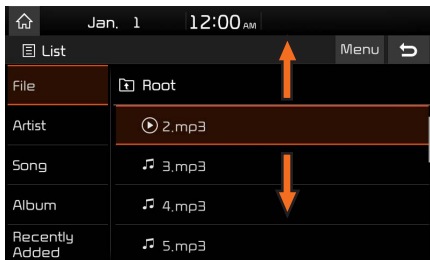 Jan. 1 12:00 AM
List Menu
File Root
Artist 2.mp3
Song 3.mp3
Album 4.mp3
Recently
Added 5.mp3